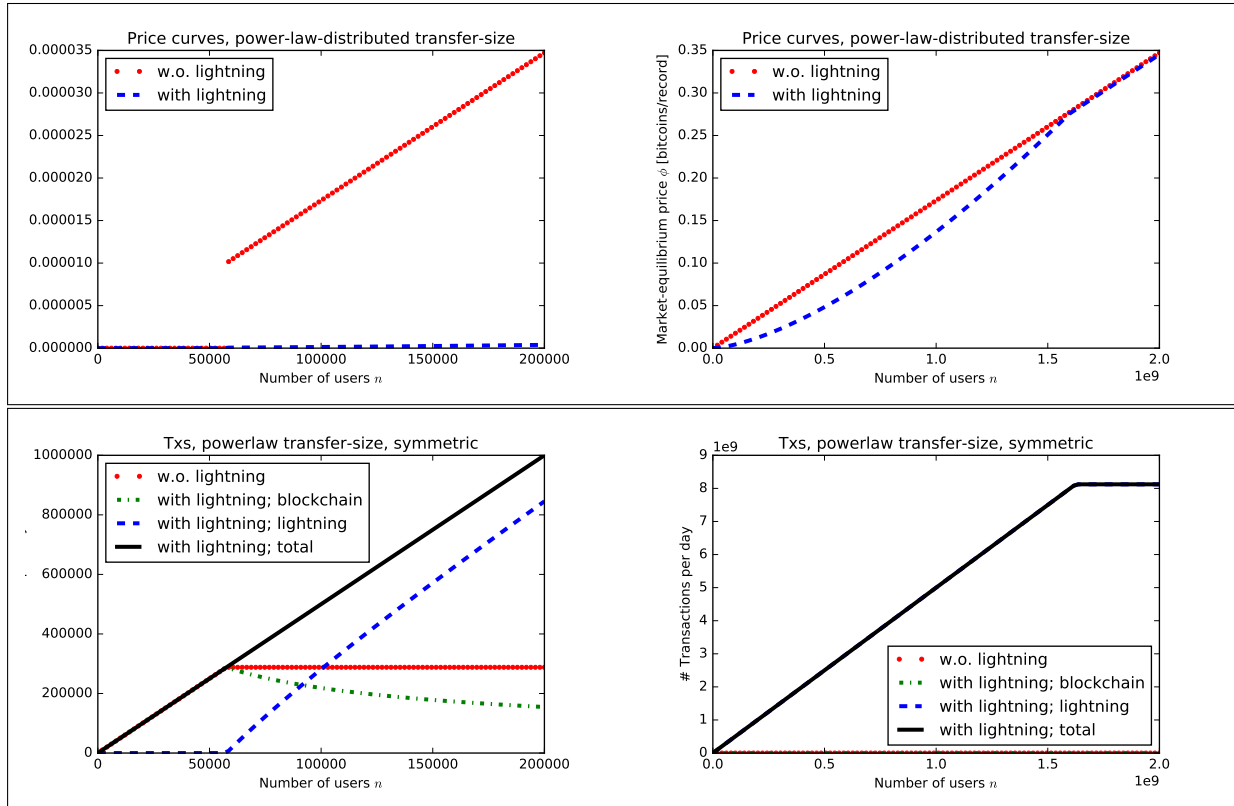 Price curves, power-law-distributed transfer-size
0.000035
0.000030
0.000025
0.000020
0.000015
0.000010
0.000005
0.000000
w.o. lightning
with lightning
0 50000 100000 150000 200000
Number of users n
Price curves, power-law-distributed transfer-size
Market-equilibrium price ϕ [bitcoins/record]
0.35
0.30
0.25
0.20
0.15
0.10
0.05
0.00
w.o. lightning
with lightning
0.0 0.5 1.0 1.5 2.0
1e9
Number of users n
Txs, powerlaw transfer-size, symmetric
1000000
800000
600000
400000
200000
0
w.o. lightning
with lightning; blockchain
with lightning; lightning
with lightning; total
0 50000 100000 150000 200000
Number of users n
Txs, powerlaw transfer-size, symmetric
1e9
# Transactions per day
9
8
7
6
5
4
3
2
1
0
w.o. lightning
with lightning; blockchain
with lightning; lightning
with lightning; total
0.0 0.5 1.0 1.5 2.0
1e9
Number of users n